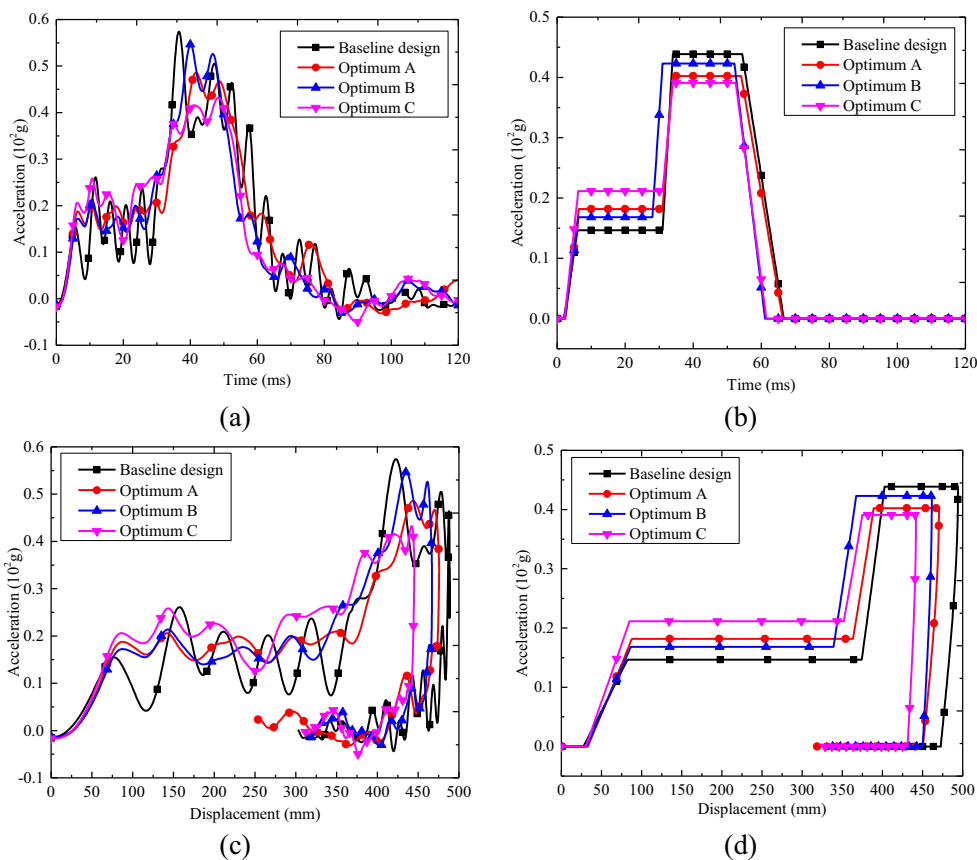 0.6
0.5
0.4
0.3
0.2
0.1
0.0
-0.1
Acceleration (10²g)
Baseline design
Optimum A
Optimum B
Optimum C
0 20 40 60 80 100 120
Time (ms)
(a)
0.5
0.4
0.3
0.2
0.1
0.0
Acceleration (10²g)
Baseline design
Optimum A
Optimum B
Optimum C
0 20 40 60 80 100 120
Time (ms)
(b)
0.6
0.5
0.4
0.3
0.2
0.1
0.0
-0.1
Acceleration (10²g)
Baseline design
Optimum A
Optimum B
Optimum C
0 50 100 150 200 250 300 350 400 450 500
Displacement (mm)
(c)
0.5
0.4
0.3
0.2
0.1
0.0
Acceleration (10²g)
Baseline design
Optimum A
Optimum B
Optimum C
0 50 100 150 200 250 300 350 400 450 500
Displacement (mm)
(d)